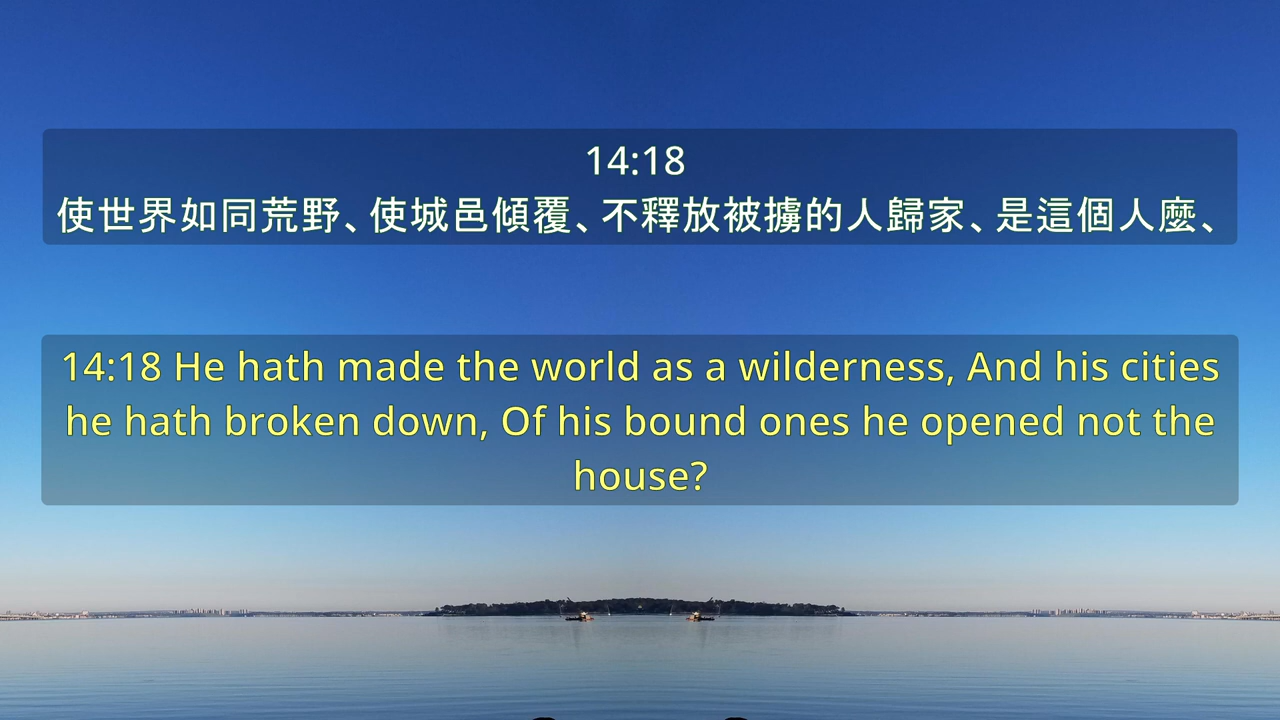 14:18
使世界如同荒野、使城邑傾覆、不釋放被擄的人歸家、是這個人麼、
14:18 He hath made the world as a wilderness, And his cities
he hath broken down, Of his bound ones he opened not the
house?